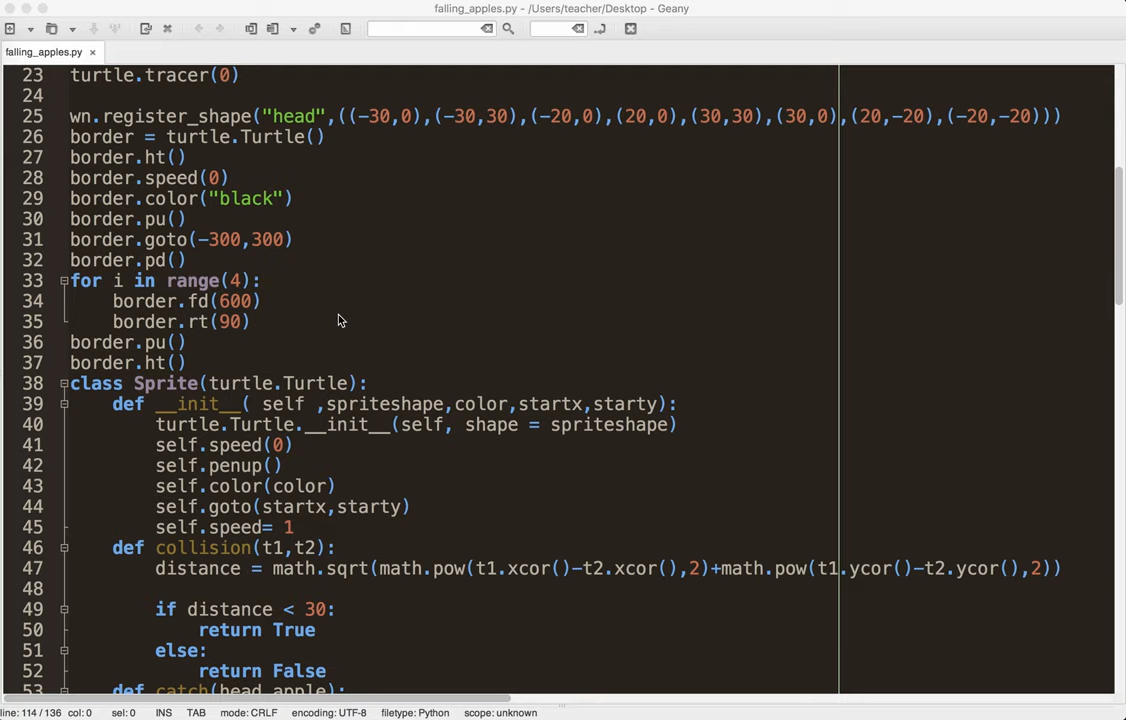 falling_apples.py - /Users/teacher/Desktop - Geany
falling_apples.py ×
23 turtle.tracer(0)
24
25 wn.register_shape("head",((-30,0),(-30,30),(-20,0),(20,0),(30,30),(30,0),(20,-20),(-20,-20)))
26 border = turtle.Turtle()
27 border.ht()
28 border.speed(0)
29 border.color("black")
30 border.pu()
31 border.goto(-300,300)
32 border.pd()
33 for i in range(4):
34     border.fd(600)
35     border.rt(90)
36 border.pu()
37 border.ht()
38 class Sprite(turtle.Turtle):
39     def __init__( self ,spriteshape,color,startx,starty):
40         turtle.Turtle.__init__(self, shape = spriteshape)
41         self.speed(0)
42         self.penup()
43         self.color(color)
44         self.goto(startx,starty)
45         self.speed= 1
46     def collision(t1,t2):
47         distance = math.sqrt(math.pow(t1.xcor()-t2.xcor(),2)+math.pow(t1.ycor()-t2.ycor(),2))
48
49         if distance < 30:
50             return True
51         else:
52             return False
53     def catch(head,apple):
line: 114 / 136 col: 0 sel: 0 INS TAB mode: CRLF encoding: UTF-8 filetype: Python scope: unknown